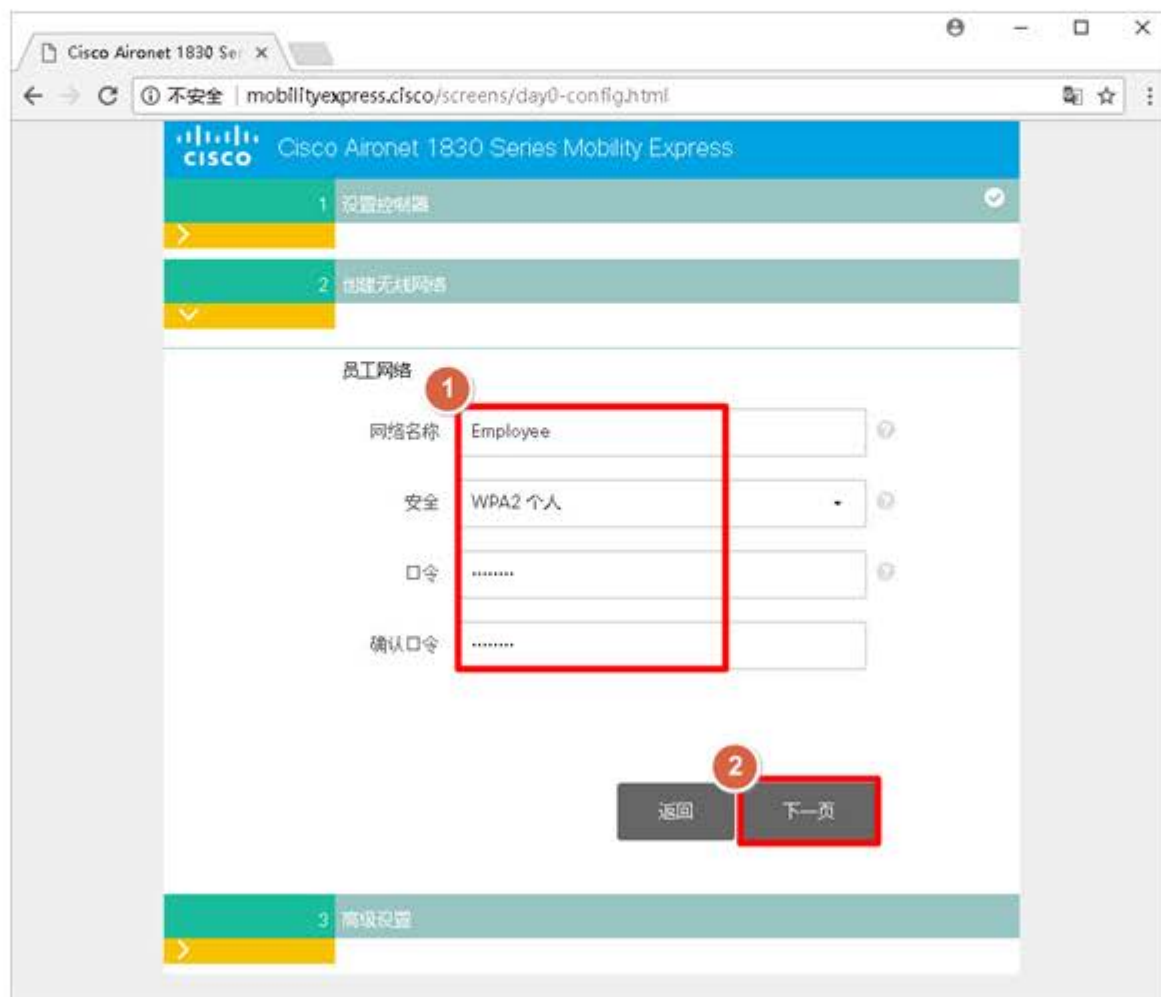 Cisco Aironet 1830 Ser
不安全 | mobilityexpress.cisco/screens/day0-config.html
CISCO Cisco Aironet 1830 Series Mobility Express
1 设置控制器
2 创建无线网络
员工网络
1
网络名称 Employee
安全 WPA2 个人
口令 ........
确认口令 ........
2
返回 下一页
3 高级设置